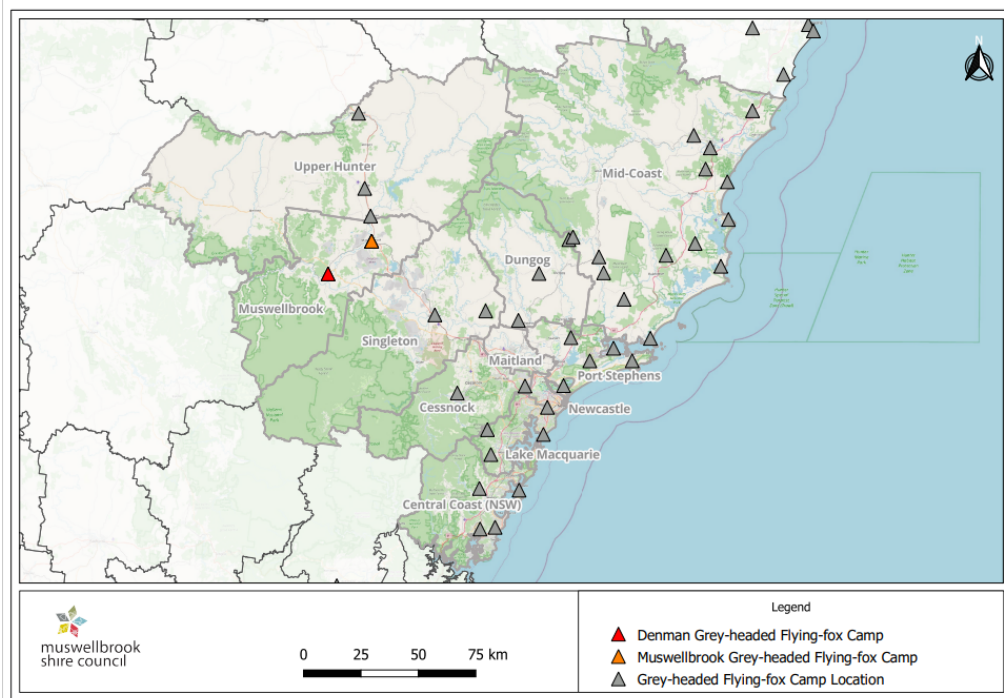 N
Upper Hunter
Mid-Coast
Dungog
Muswellbrook
Singleton
Maitland
Port Stephens
Cessnock
Newcastle
Lake Macquarie
Central Coast (NSW)
muswellbrook
shire council
0 25 50 75 km
Legend
Denman Grey-headed Flying-fox Camp
Muswellbrook Grey-headed Flying-fox Camp
Grey-headed Flying-fox Camp Location